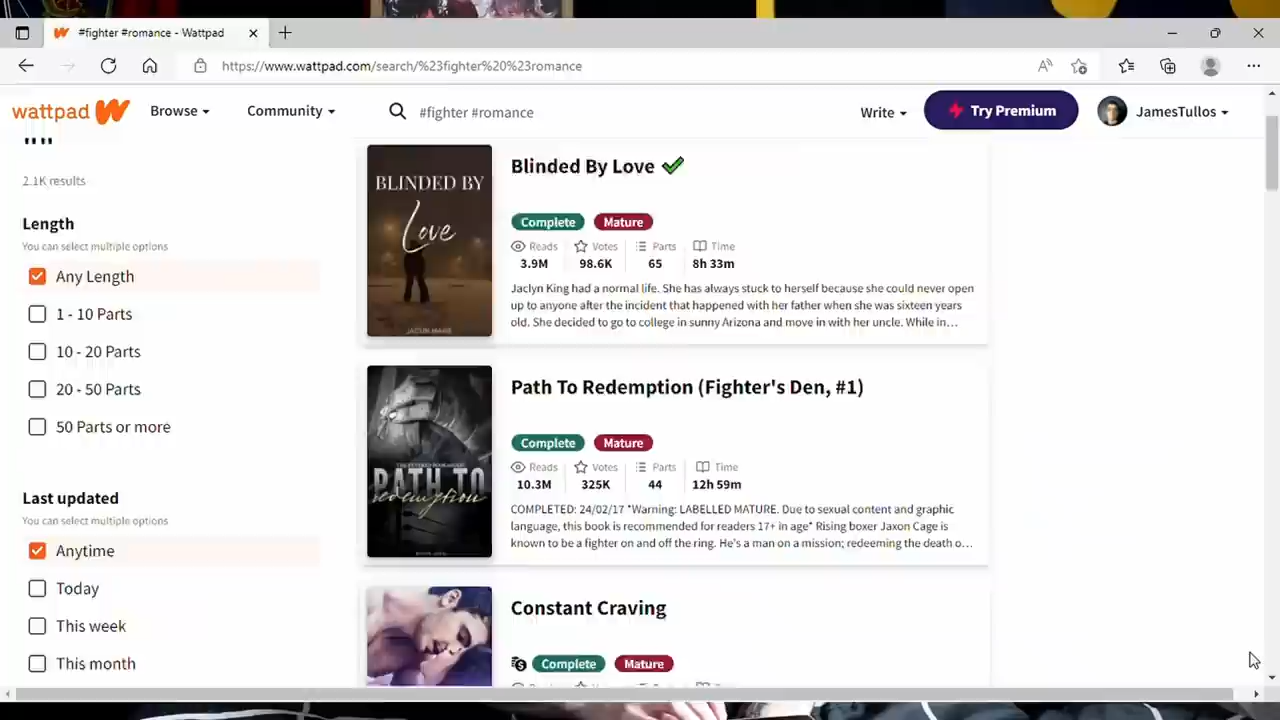 #fighter #romance - Wattpad
https://www.wattpad.com/search/%23fighter%20%23romance
wattpad
Browse
Community
#fighter #romance
Write
Try Premium
JamesTullos
2.1K results
Length
You can select multiple options
Any Length
1 - 10 Parts
10 - 20 Parts
20 - 50 Parts
50 Parts or more
Last updated
You can select multiple options
Anytime
Today
This week
This month
BLINDED BY
Love
Blinded By Love
Complete
Mature
Reads
Votes
Parts
Time
3.9M
98.6K
65
8h 33m
Jaclyn King had a normal life. She has always stuck to herself because she could never open
up to anyone after the incident that happened with her father when she was sixteen years
old. She decided to go to college in sunny Arizona and move in with her uncle. While in...
PATH TO
redemption
Path To Redemption (Fighter's Den, #1)
Complete
Mature
Reads
Votes
Parts
Time
10.3M
325K
44
12h 59m
COMPLETED: 24/02/17 *Warning: LABELLED MATURE. Due to sexual content and graphic
language, this book is recommended for readers 17+ in age* Rising boxer Jaxon Cage is
known to be a fighter on and off the ring. He's a man on a mission; redeeming the death o...
Constant Craving
Complete
Mature